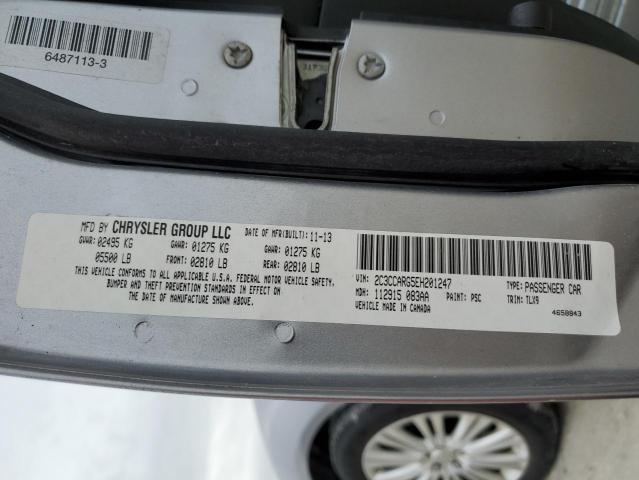 6487113-3
MFD BY CHRYSLER GROUP LLC DATE OF MFR(BUILT): 11-13
GVWR: 02495 KG GAWR: 01275 KG GAWR: 01275 KG
05500 LB FRONT: 02810 LB REAR: 02810 LB
THIS VEHICLE CONFORMS TO ALL APPLICABLE U.S.A. FEDERAL MOTOR VEHICLE SAFETY,
BUMPER AND THEFT PREVENTION STANDARDS IN EFFECT ON
THE DATE OF MANUFACTURE SHOWN ABOVE.
VIN: 2C3CCARG5EH201247 TYPE: PASSENGER CAR
MDH: 112915 083AA PAINT: PSC TRIM: TLX9
VEHICLE MADE IN CANADA 4658843